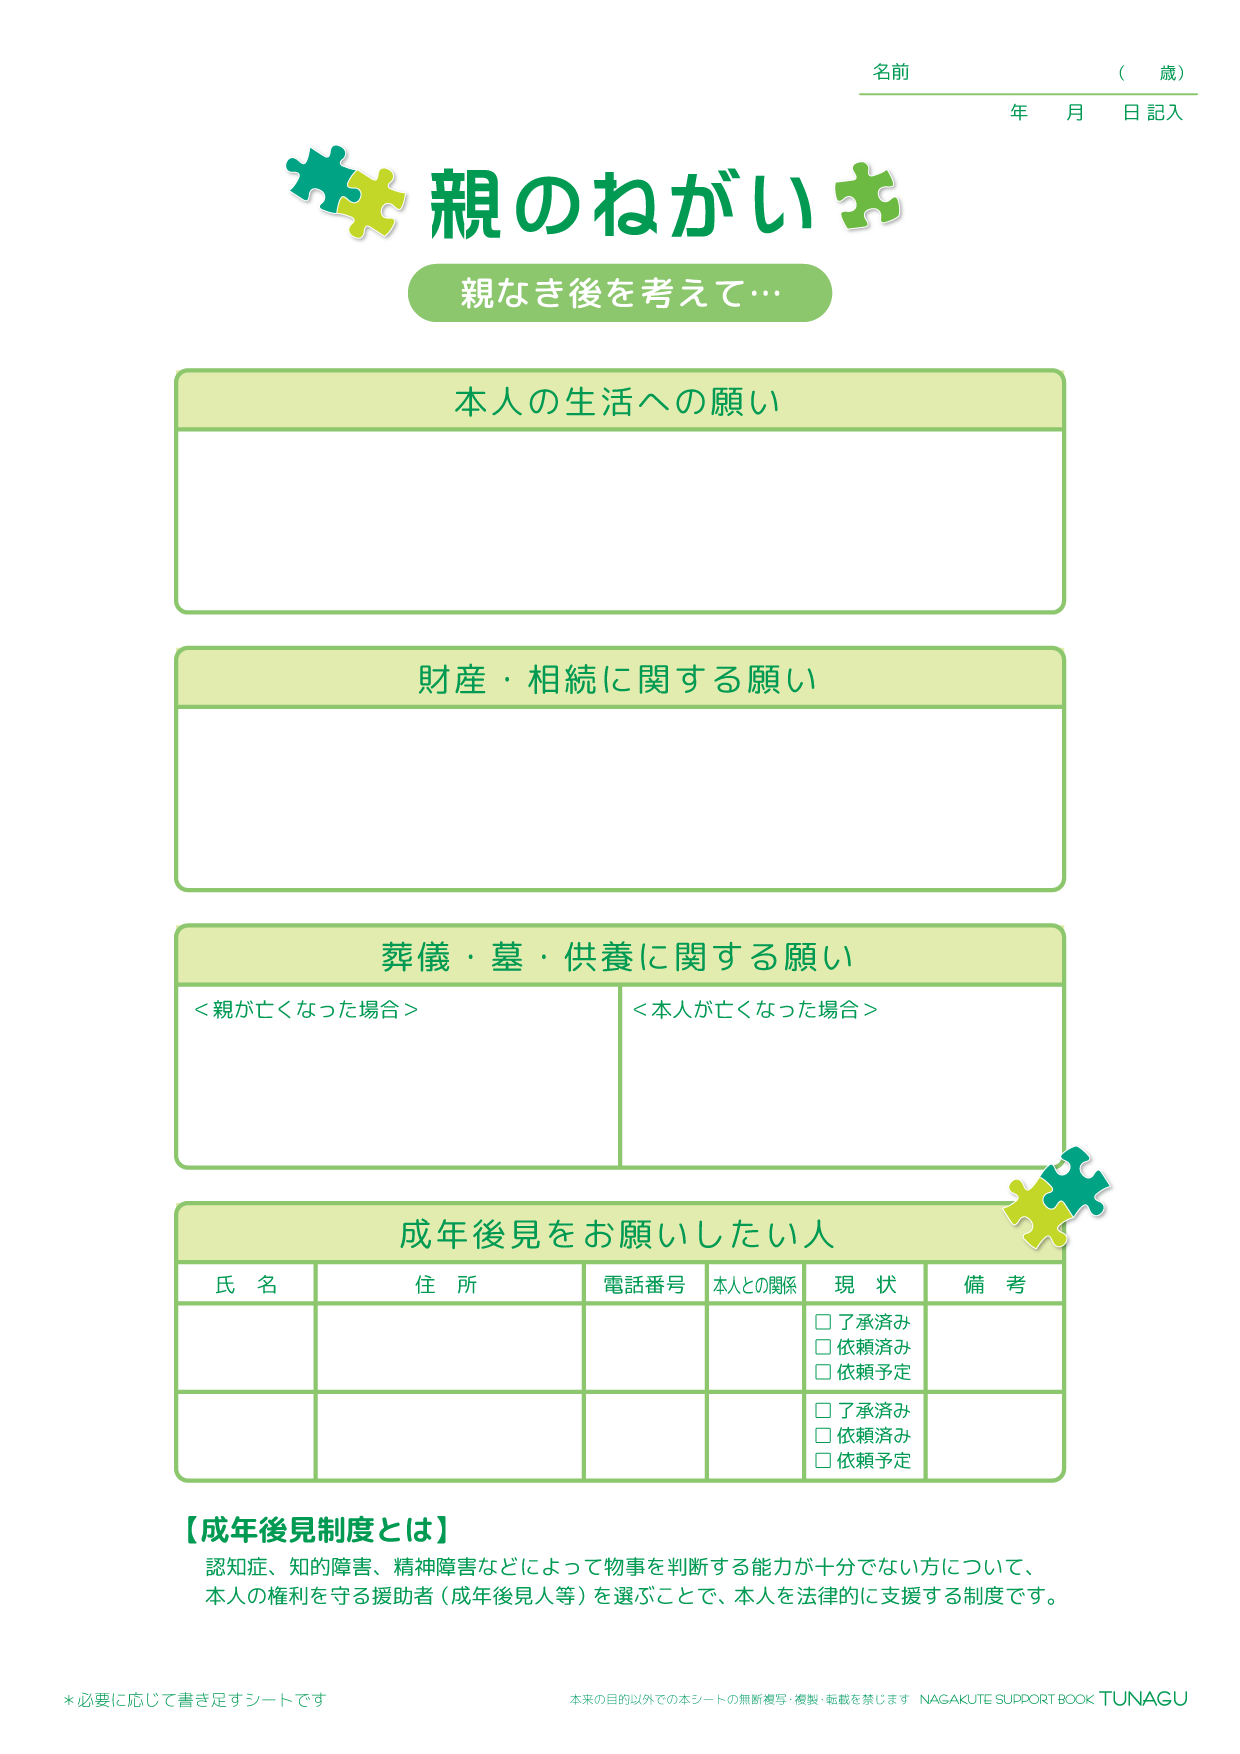 名前 （ 歳）
年 月 日 記入
親のねがい
親なき後を考えて…
本人の生活への願い
財産・相続に関する願い
葬儀・墓・供養に関する願い
＜親が亡くなった場合＞ ＜本人が亡くなった場合＞
成年後見をお願いしたい人
氏 名 住 所 電話番号 本人との関係 現 状 備 考
□ 了承済み
□ 依頼済み
□ 依頼予定
□ 了承済み
□ 依頼済み
□ 依頼予定
【成年後見制度とは】
認知症、知的障害、精神障害などによって物事を判断する能力が十分でない方について、
本人の権利を守る援助者（成年後見人等）を選ぶことで、本人を法律的に支援する制度です。
＊必要に応じて書き足すシートです 本来の目的以外での本シートの無断複写・複製・転載を禁じます NAGAKUTE SUPPORT BOOK TUNAGU